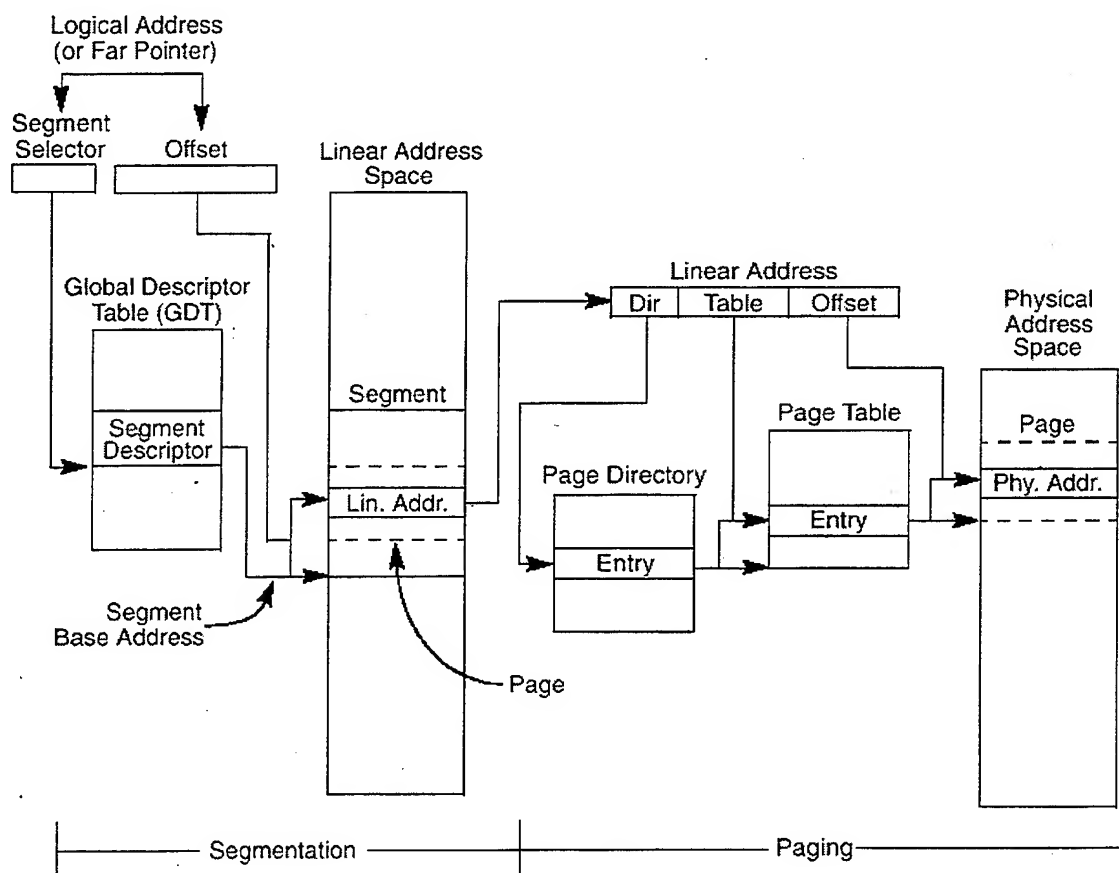 Logical Address
(or Far Pointer)
Segment
Selector
Offset
Linear Address
Space
Global Descriptor
Table (GDT)
Segment
Descriptor
Segment
Lin. Addr.
Segment
Base Address
Page
Linear Address
Dir
Table
Offset
Physical
Address
Space
Page Table
Entry
Page Directory
Entry
Page
Phy. Addr.
Segmentation
Paging